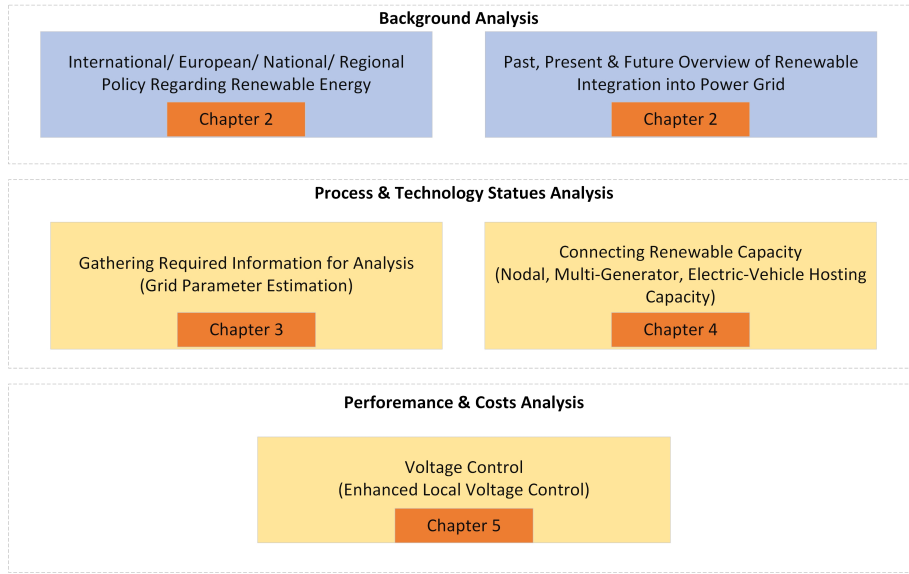 Background Analysis
International/ European/ National/ Regional
Policy Regarding Renewable Energy
Chapter 2
Past, Present & Future Overview of Renewable
Integration into Power Grid
Chapter 2
Process & Technology Statues Analysis
Gathering Required Information for Analysis
(Grid Parameter Estimation)
Chapter 3
Connecting Renewable Capacity
(Nodal, Multi-Generator, Electric-Vehicle Hosting
Capacity)
Chapter 4
Perforemance & Costs Analysis
Voltage Control
(Enhanced Local Voltage Control)
Chapter 5